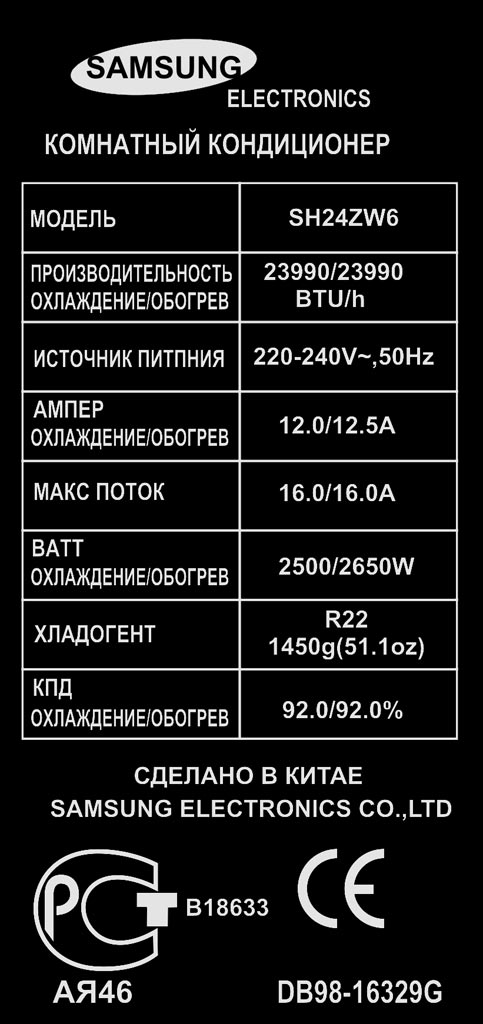 SAMSUNG
ELECTRONICS
КОМНАТНЫЙ КОНДИЦИОНЕР
МОДЕЛЬ SH24ZW6
ПРОИЗВОДИТЕЛЬНОСТЬ
ОХЛАЖДЕНИЕ/ОБОГРЕВ
23990/23990
BTU/h
ИСТОЧНИК ПИТПНИЯ 220-240V~,50Hz
АМПЕР
ОХЛАЖДЕНИЕ/ОБОГРЕВ
12.0/12.5A
МАКС ПОТОК 16.0/16.0A
ВАТТ
ОХЛАЖДЕНИЕ/ОБОГРЕВ
2500/2650W
ХЛАДОГЕНТ
R22
1450g(51.1oz)
КПД
ОХЛАЖДЕНИЕ/ОБОГРЕВ
92.0/92.0%
СДЕЛАНО В КИТАЕ
SAMSUNG ELECTRONICS CO.,LTD
РСТ B18633 CE
АЯ46 DB98-16329G